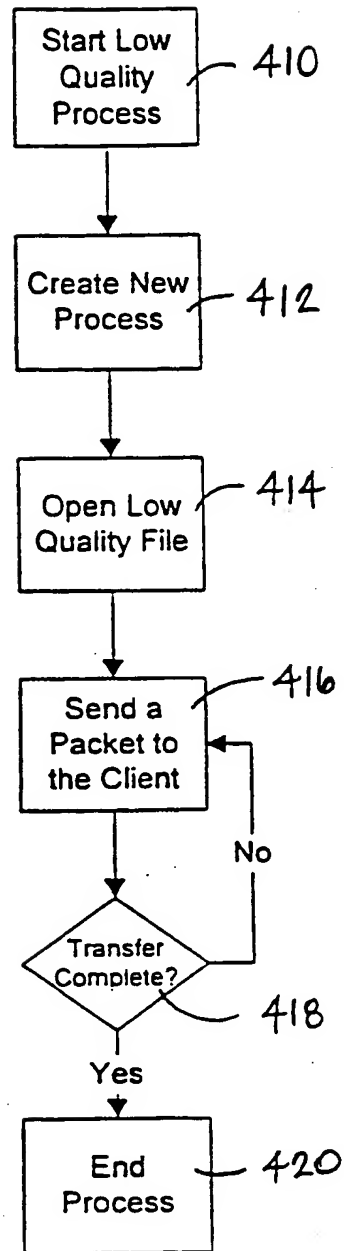 Start Low
Quality
Process
410
Create New
Process
412
Open Low
Quality File
414
Send a
Packet to
the Client
416
No
Transfer
Complete?
418
Yes
End
Process
420